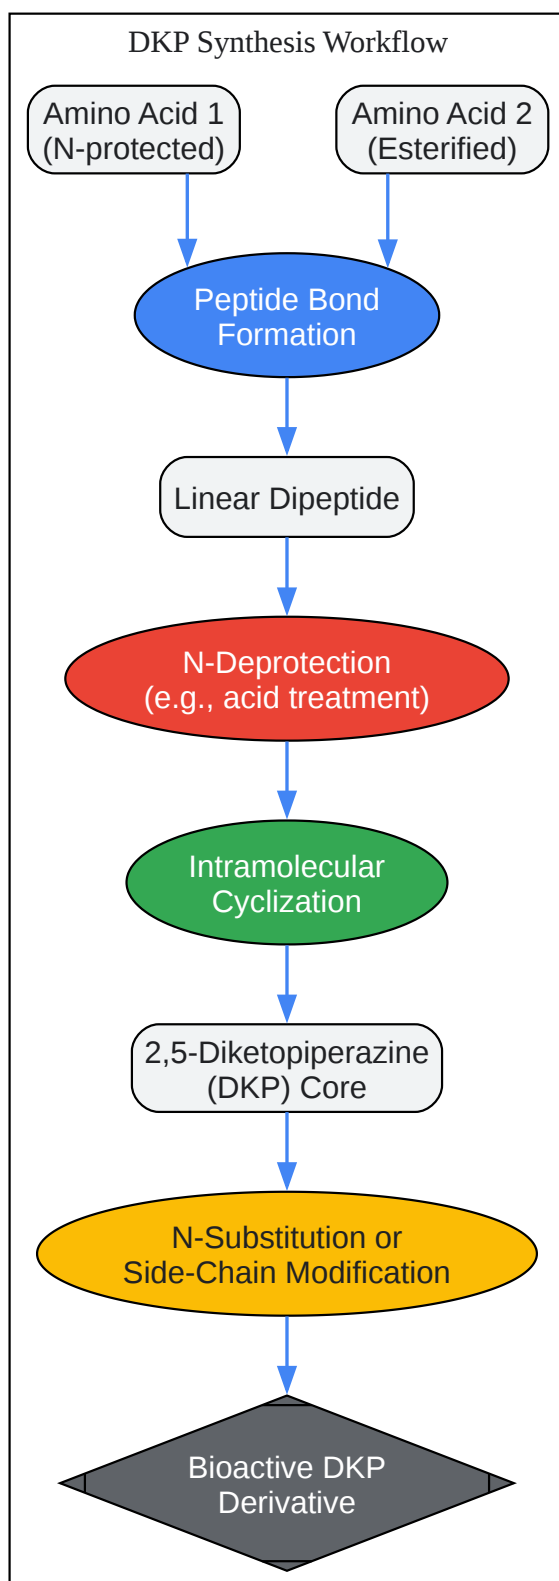 DKP Synthesis Workflow
Amino Acid 1
(N-protected)
Amino Acid 2
(Esterified)
Peptide Bond
Formation
Linear Dipeptide
N-Deprotection
(e.g., acid treatment)
Intramolecular
Cyclization
2,5-Diketopiperazine
(DKP) Core
N-Substitution or
Side-Chain Modification
Bioactive DKP
Derivative